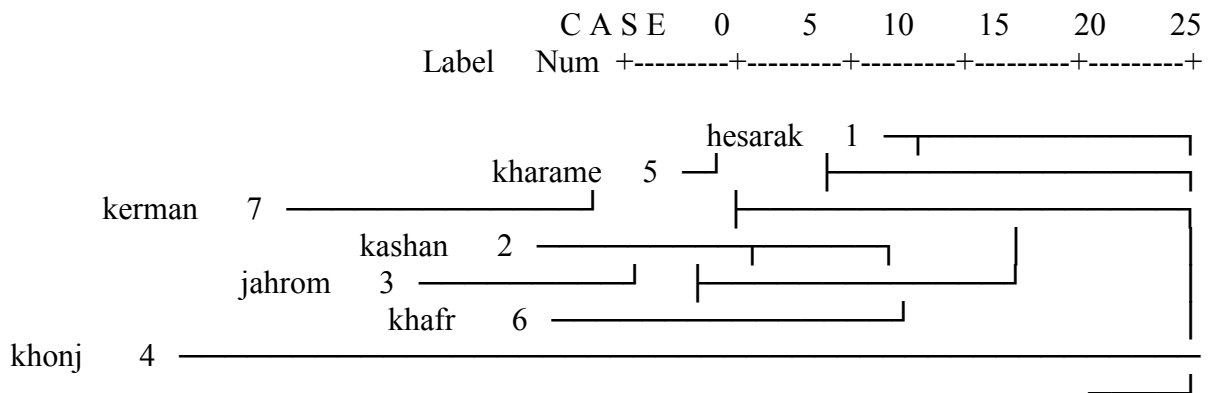 C A S E 0 5 10 15 20 25
Label Num +---------+---------+---------+---------+---------+
hesarak 1
kharame 5
kerman 7
kashan 2
jahrom 3
khafr 6
khonj 4